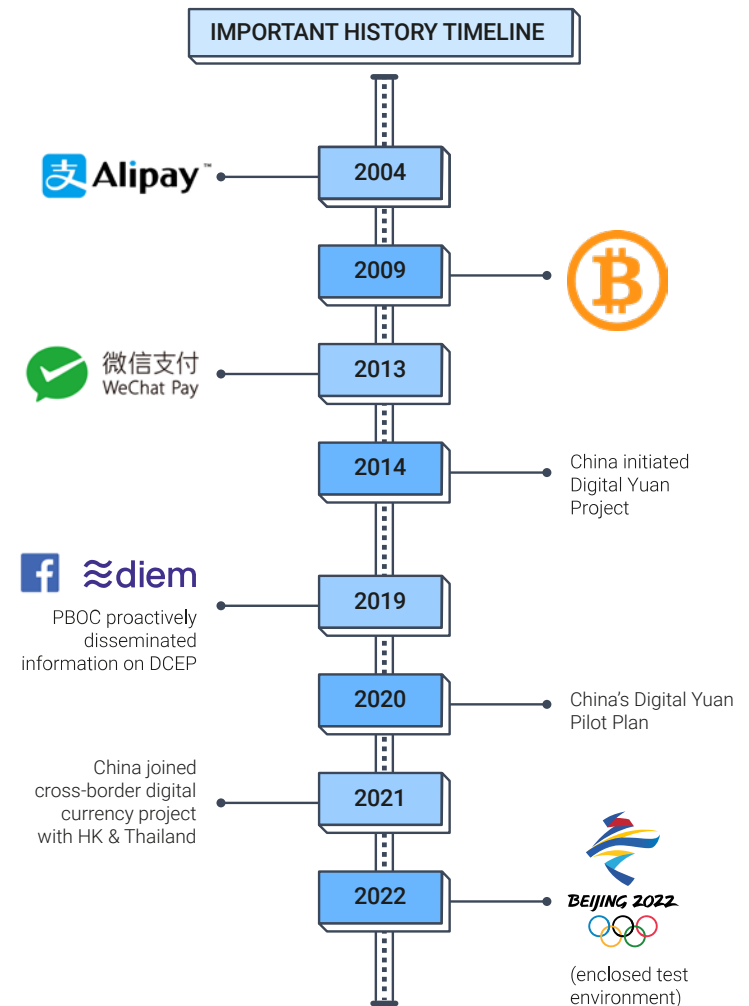 IMPORTANT HISTORY TIMELINE
支 Alipay™
2004
2009
₿
微信支付
WeChat Pay
2013
2014
China initiated
Digital Yuan
Project
f diem
PBOC proactively
disseminated
information on DCEP
2019
2020
China’s Digital Yuan
Pilot Plan
China joined
cross-border digital
currency project
with HK & Thailand
2021
2022
BEIJING 2022
(enclosed test
environment)